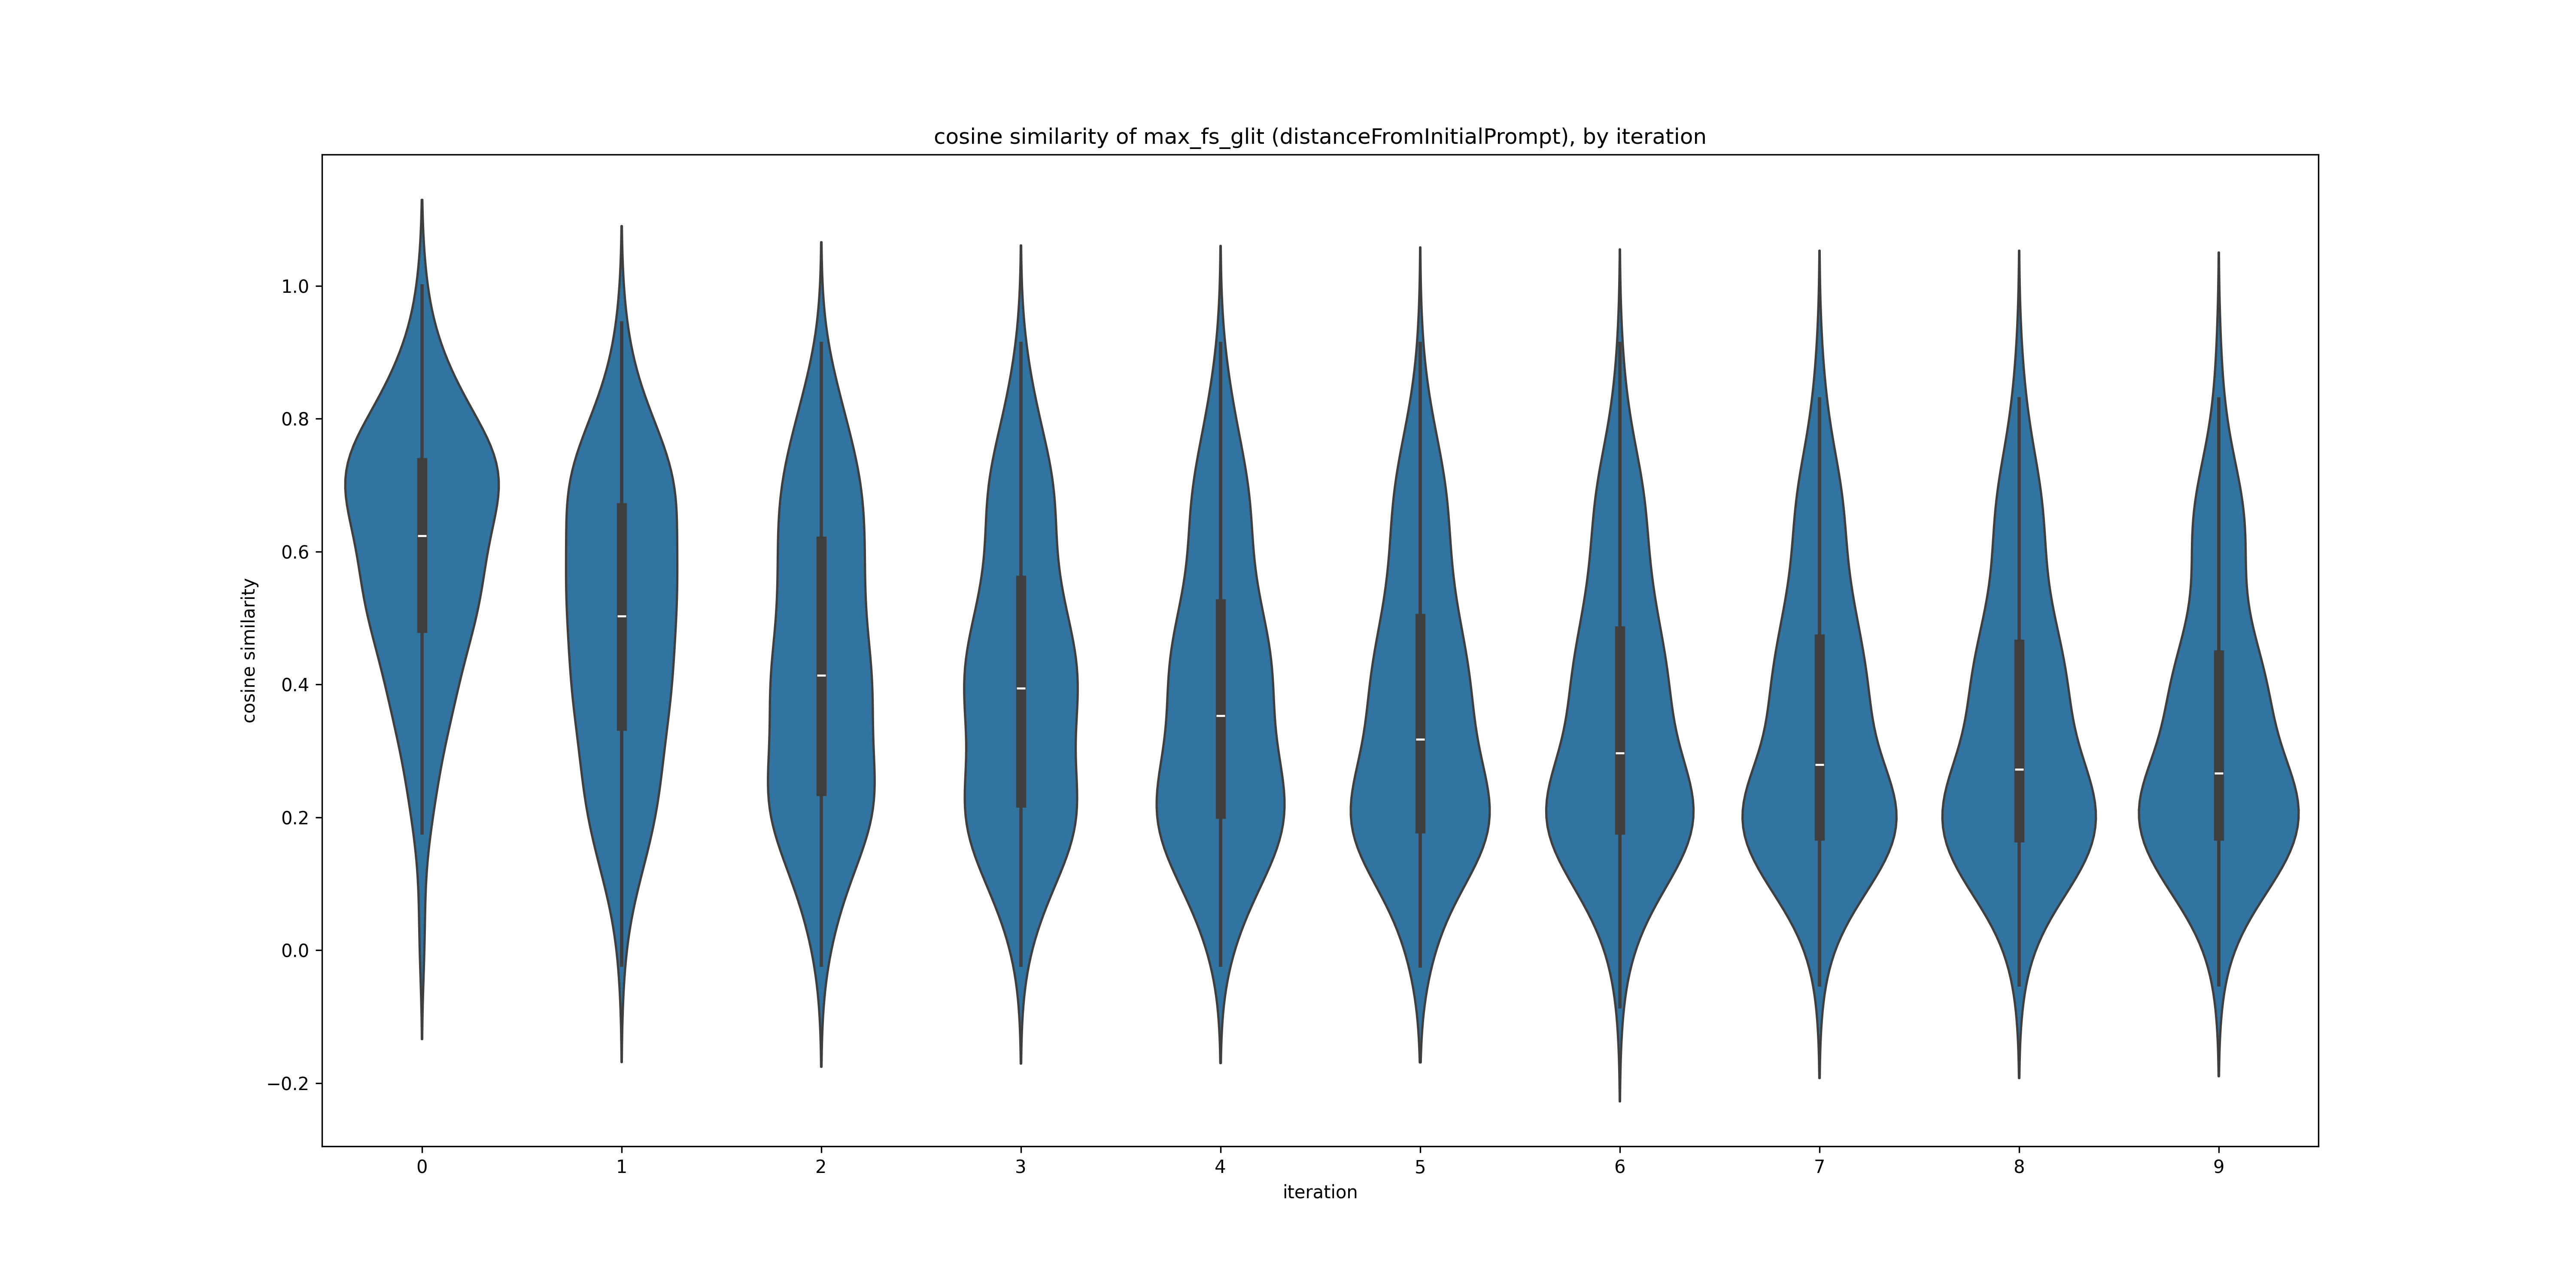 cosine similarity of max_fs_glit (distanceFromInitialPrompt), by iteration
cosine similarity
1.0
0.8
0.6
0.4
0.2
0.0
−0.2
0 1 2 3 4 5 6 7 8 9
iteration